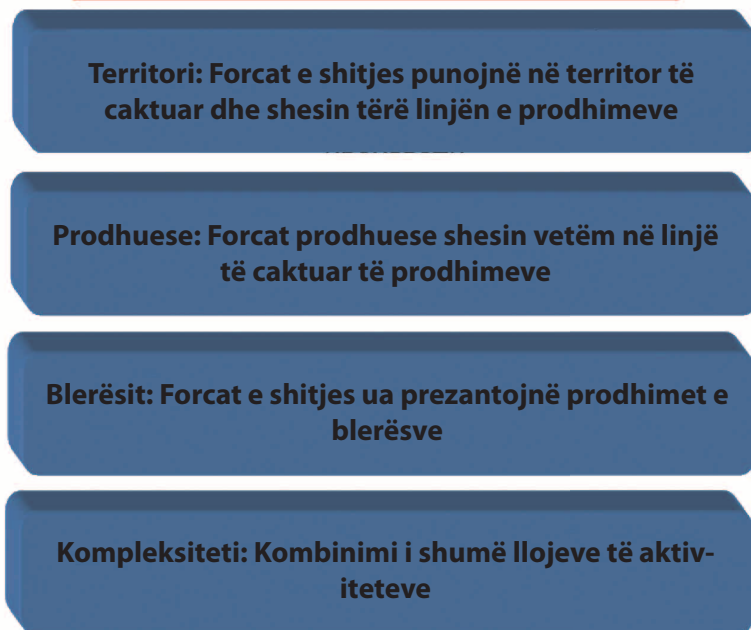 Territori: Forcat e shitjes punojnë në territor të
caktuar dhe shesin tërë linjën e prodhimeve
Prodhuese: Forcat prodhuese shesin vetëm në linjë
të caktuar të prodhimeve
Blerësit: Forcat e shitjes ua prezantojnë prodhimet e
blerësve
Kompleksiteti: Kombinimi i shumë llojeve të aktiv-
iteteve